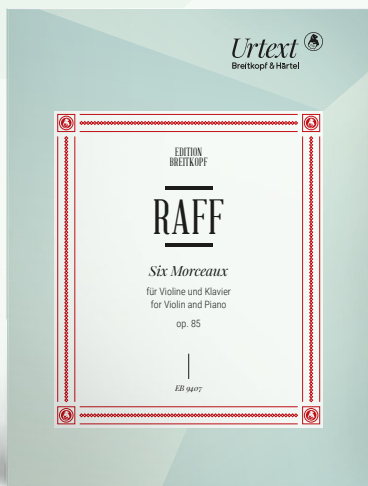 Urtext
Breitkopf & Härtel
EDITION
BREITKOPF
RAFF
Six Morceaux
für Violine und Klavier
for Violin and Piano
op. 85
EB 9407